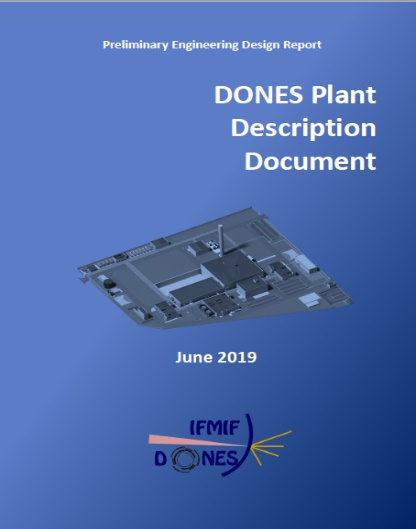 Preliminary Engineering Design Report
DONES Plant
Description
Document
June 2019
IFMIF
DONES